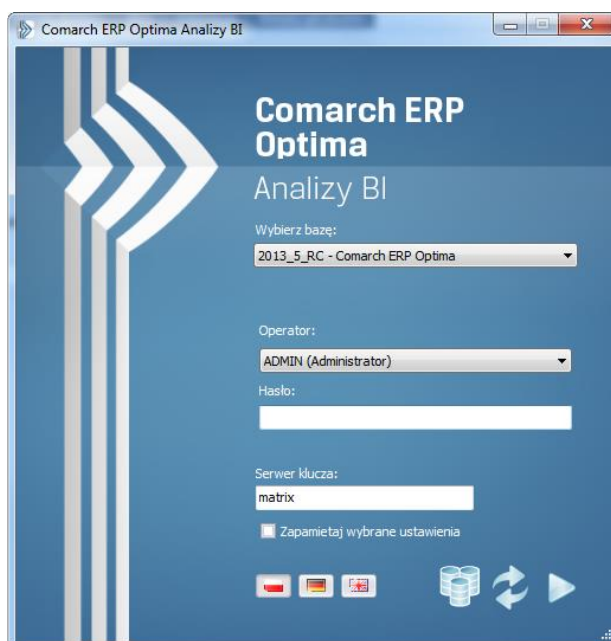 Comarch ERP Optima Analizy BI
Comarch ERP
Optima
Analizy BI
Wybierz bazę:
2013_5_RC - Comarch ERP Optima
Operator:
ADMIN (Administrator)
Hasło:
Serwer klucza:
matrix
Zapamietaj wybrane ustawienia